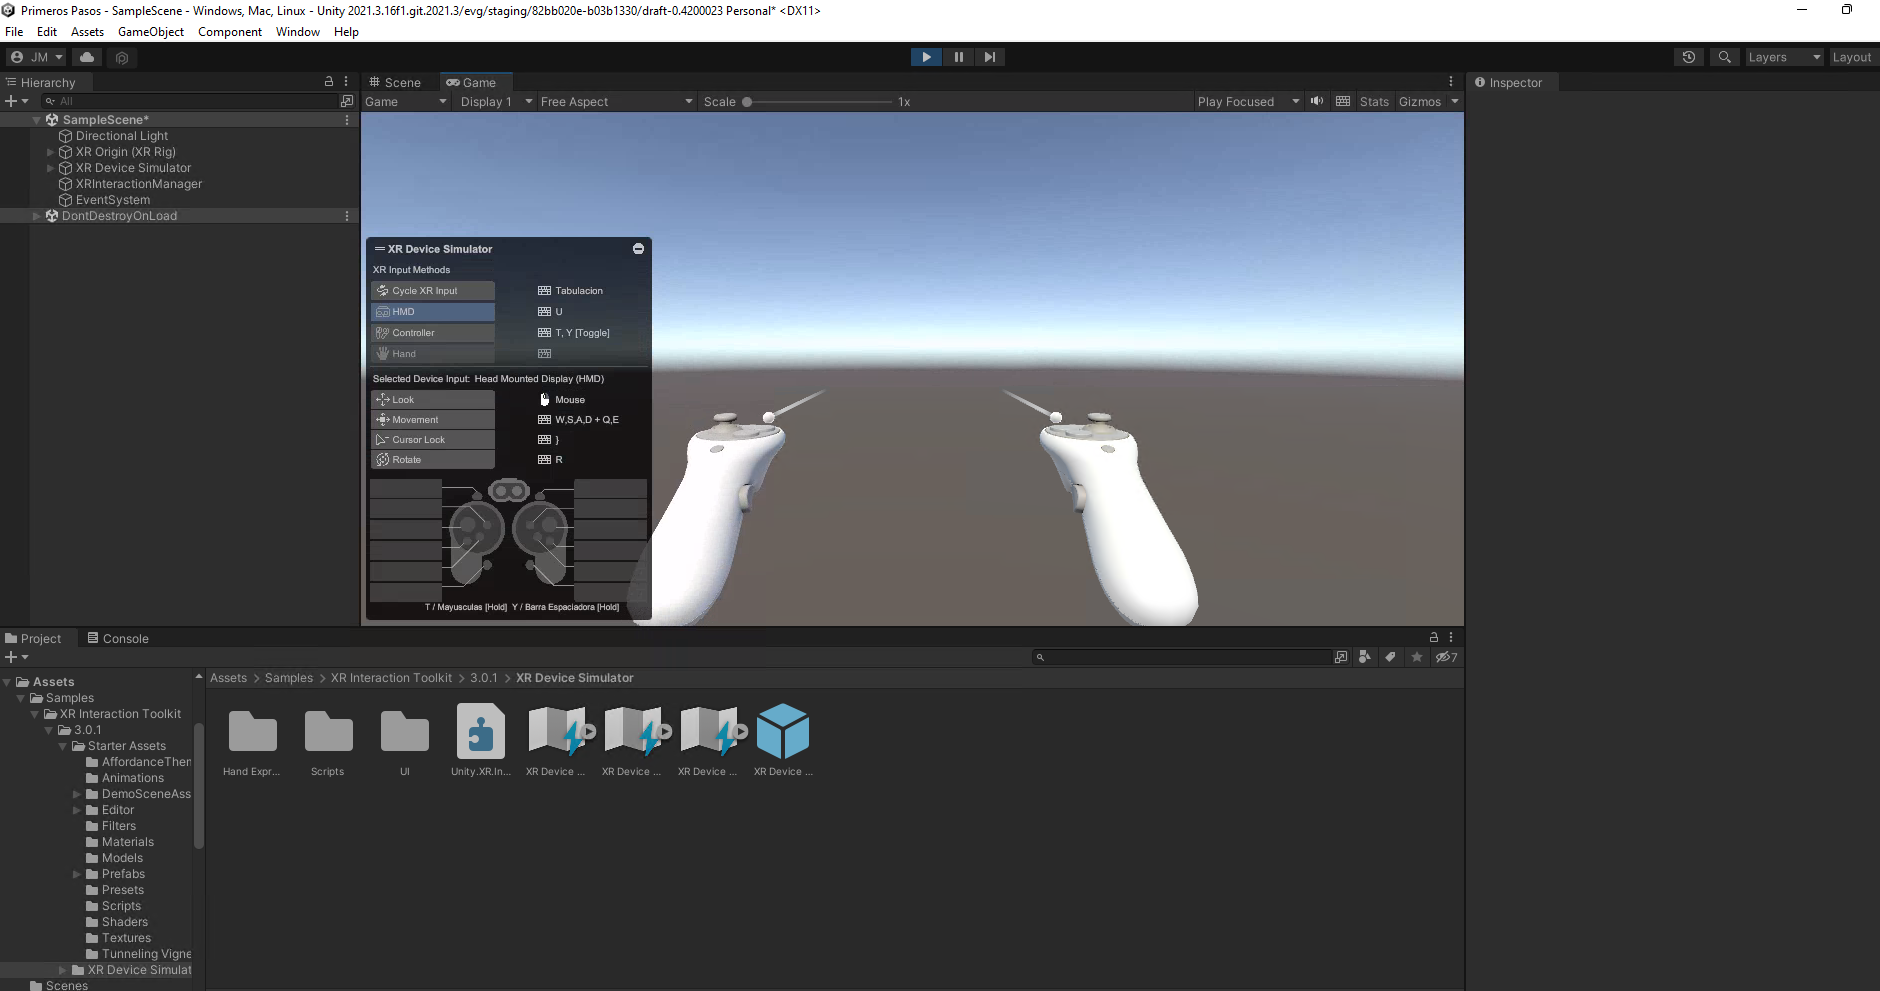 Primeros Pasos - SampleScene - Windows, Mac, Linux - Unity 2021.3.16f1.git.2021.3/evg/staging/82bb020e-b03b1330/draft-0.4200023 Personal* <DX11>
File Edit Assets GameObject Component Window Help
JM
Layers
Layout
Hierarchy
All
SampleScene*
Directional Light
XR Origin (XR Rig)
XR Device Simulator
XRInteractionManager
EventSystem
DontDestroyOnLoad
Scene
Game
Game
Display 1
Free Aspect
Scale
1x
Play Focused
Stats
Gizmos
XR Device Simulator
XR Input Methods
Cycle XR Input
Tabulacion
HMD
U
Controller
T, Y [Toggle]
Hand
Selected Device Input: Head Mounted Display (HMD)
Look
Mouse
Movement
W,S,A,D + Q,E
Cursor Lock
}
Rotate
R
T / Mayusculas [Hold] Y / Barra Espaciadora [Hold]
Inspector
Project
Console
7
Assets
Samples
XR Interaction Toolkit
3.0.1
Starter Assets
AffordanceThen
Animations
DemoSceneAss
Editor
Filters
Materials
Models
Prefabs
Presets
Scripts
Shaders
Textures
Tunneling Vigne
XR Device Simulat
Scenes
Assets > Samples > XR Interaction Toolkit > 3.0.1 > XR Device Simulator
Hand Expr...
Scripts
UI
Unity.XR.In...
XR Device ...
XR Device ...
XR Device ...
XR Device ...